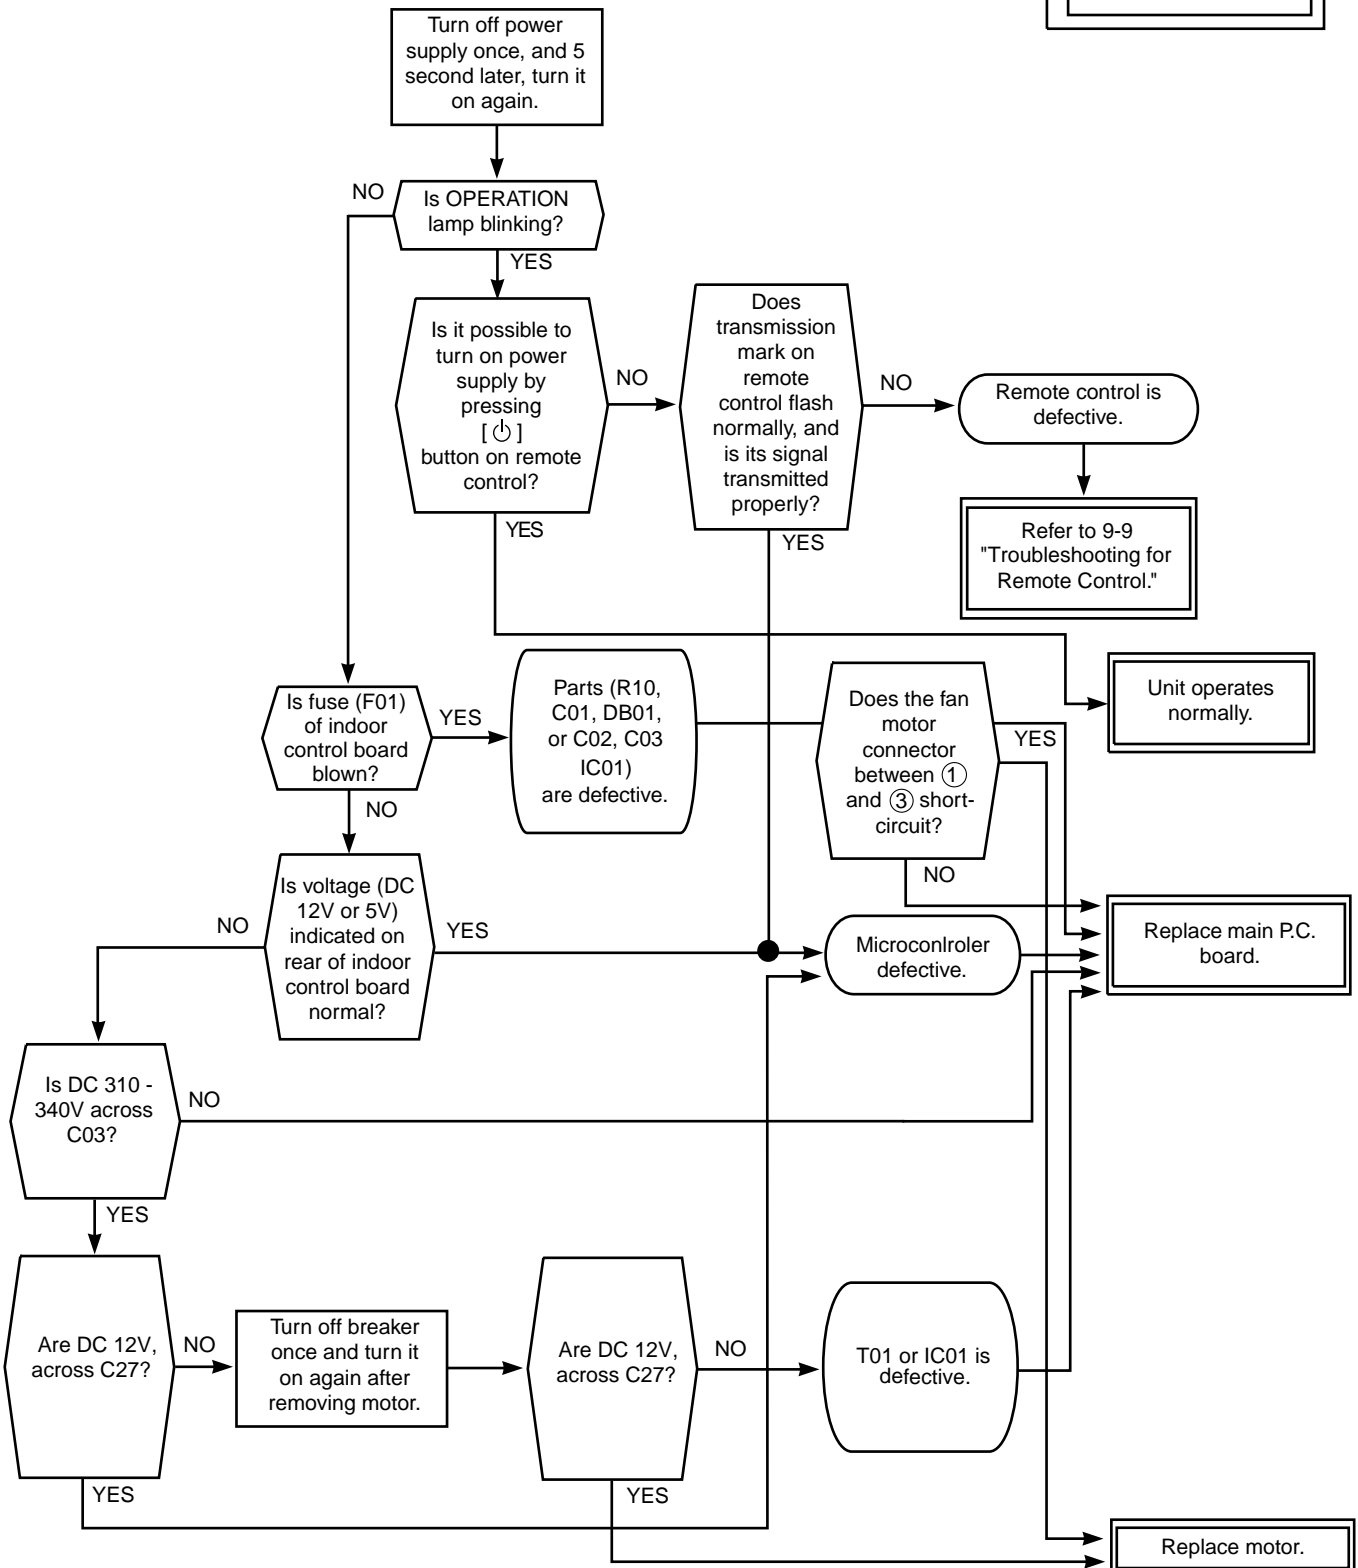 Turn off power
supply once, and 5
second later, turn it
on again.
NO
Is OPERATION
lamp blinking?
YES
Is it possible to
turn on power
supply by
pressing
[ ⏻ ]
button on remote
control?
NO
YES
Does
transmission
mark on
remote
control flash
normally, and
is its signal
transmitted
properly?
NO
YES
Remote control is
defective.
Refer to 9-9
"Troubleshooting for
Remote Control."
Unit operates
normally.
Is fuse (F01)
of indoor
control board
blown?
YES
NO
Parts (R10,
C01, DB01,
or C02, C03
IC01)
are defective.
Does the fan
motor
connector
between ①
and ③ short-
circuit?
YES
NO
Is voltage (DC
12V or 5V)
indicated on
rear of indoor
control board
normal?
NO
YES
Microconlroler
defective.
Replace main P.C.
board.
Is DC 310 -
340V across
C03?
NO
YES
Are DC 12V,
across C27?
NO
YES
Turn off breaker
once and turn it
on again after
removing motor.
Are DC 12V,
across C27?
NO
YES
T01 or IC01 is
defective.
Replace motor.